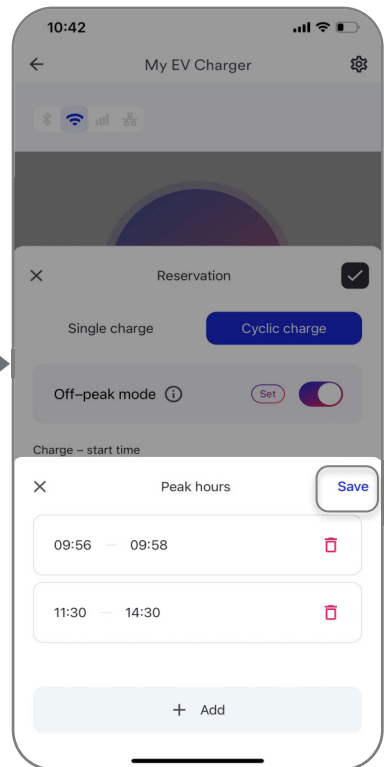 10:42
My EV Charger
Reservation
Single charge Cyclic charge
Off-peak mode Set
Charge – start time
Peak hours Save
09:56 — 09:58
11:30 — 14:30
+ Add